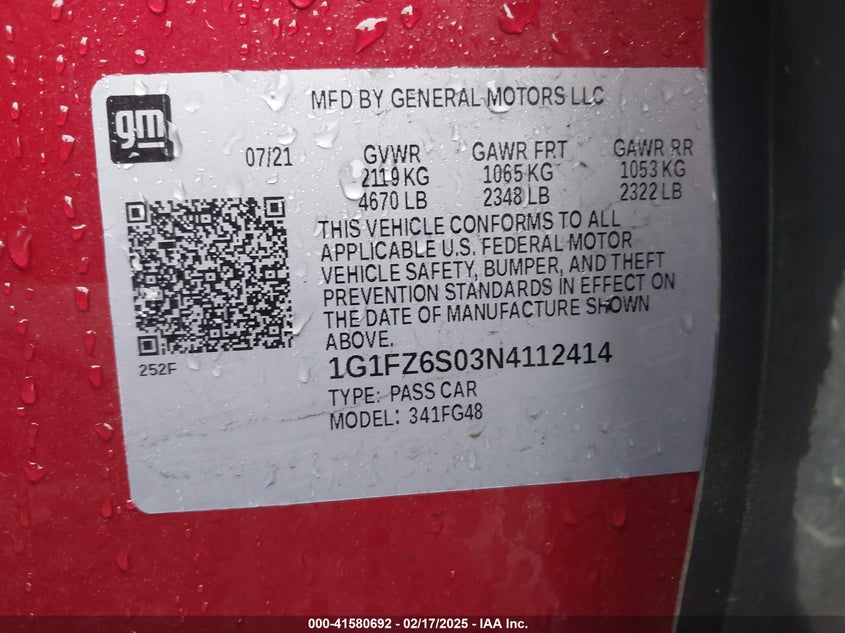 gm
MFD BY GENERAL MOTORS LLC
07/21
GVWR GAWR FRT GAWR RR
2119 KG 1065 KG 1053 KG
4670 LB 2348 LB 2322 LB
THIS VEHICLE CONFORMS TO ALL
APPLICABLE U.S. FEDERAL MOTOR
VEHICLE SAFETY, BUMPER, AND THEFT
PREVENTION STANDARDS IN EFFECT ON
THE DATE OF MANUFACTURE SHOWN
ABOVE.
252F
1G1FZ6S03N4112414
TYPE: PASS CAR
MODEL: 341FG48
000-41580692 - 02/17/2025 - IAA Inc.